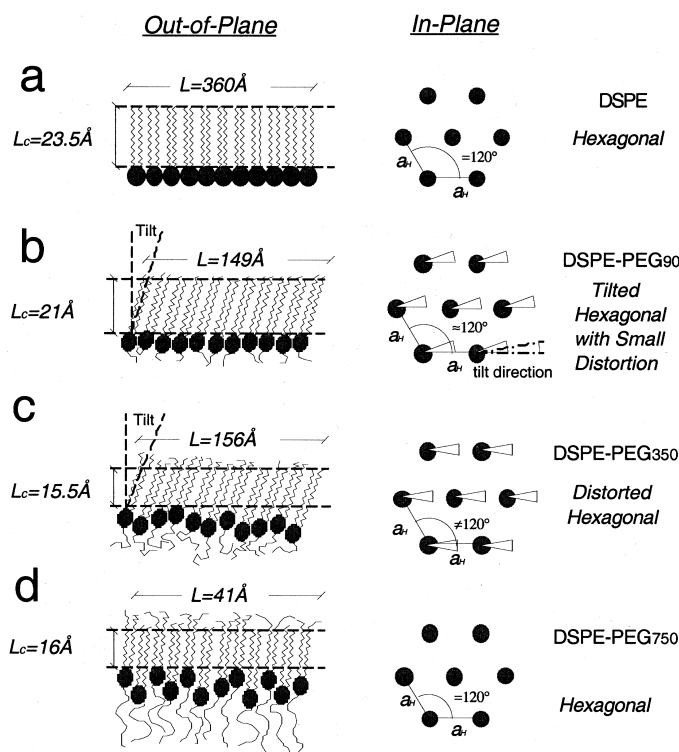 Out-of-Plane
In-Plane
a
L=360Å
Lc=23.5Å
=120°
aH
aH
DSPE
Hexagonal
b
Tilt
L=149Å
Lc=21Å
≈120°
aH
aH
tilt direction
DSPE-PEG90
Tilted
Hexagonal
with Small
Distortion
c
Tilt
L=156Å
Lc=15.5Å
≠120°
aH
aH
DSPE-PEG350
Distorted
Hexagonal
d
L=41Å
Lc=16Å
=120°
aH
aH
DSPE-PEG750
Hexagonal